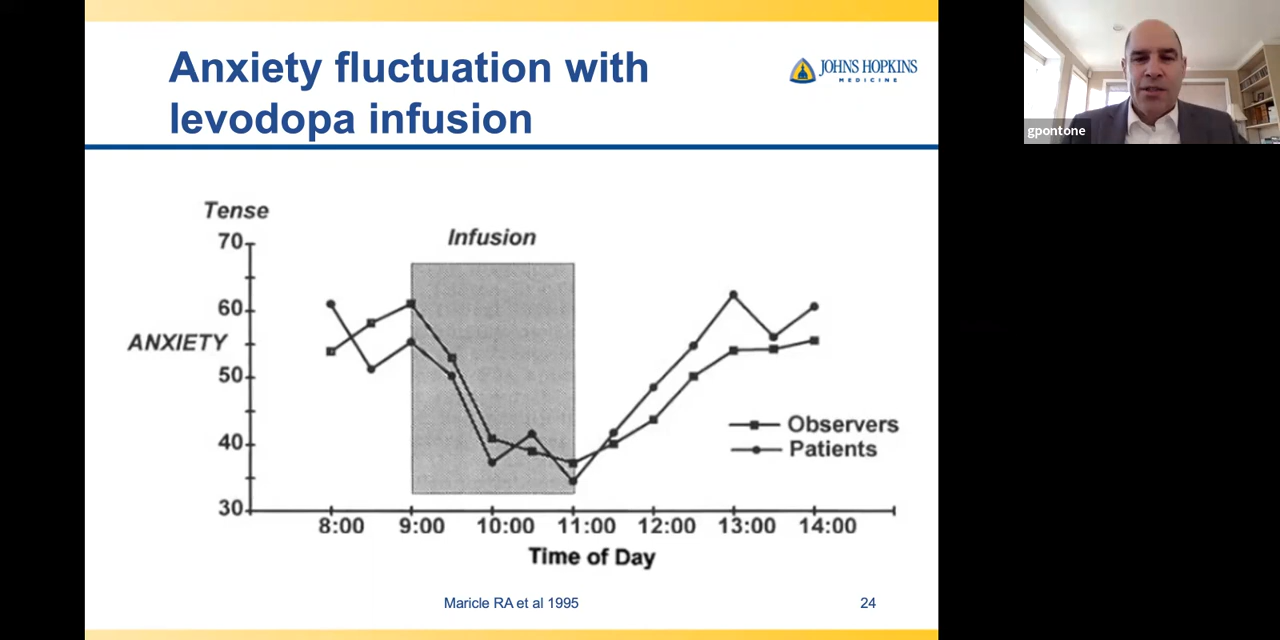 Anxiety fluctuation with
levodopa infusion
JOHNS HOPKINS
MEDICINE
gpontone
Tense
70
Infusion
60
ANXIETY
50
Observers
40
Patients
30
8:00 9:00 10:00 11:00 12:00 13:00 14:00
Time of Day
Maricle RA et al 1995
24